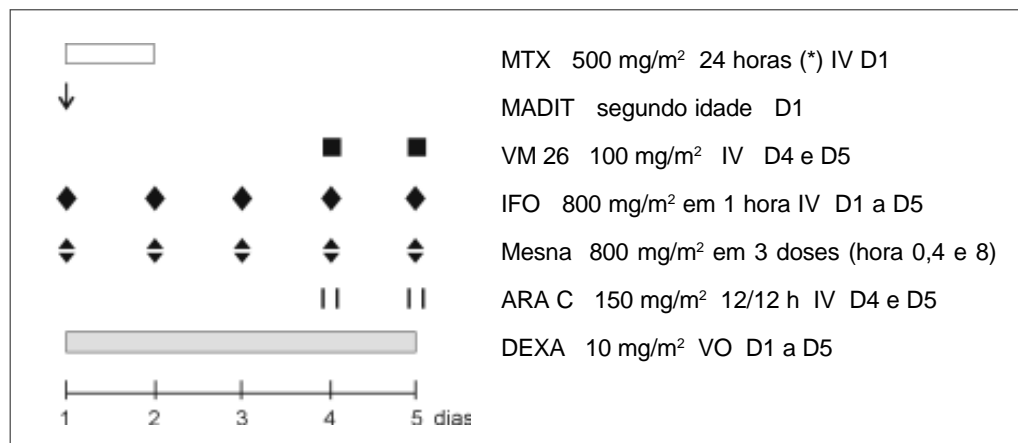 MTX 500 mg/m² 24 horas (*) IV D1
MADIT segundo idade D1
VM 26 100 mg/m² IV D4 e D5
IFO 800 mg/m² em 1 hora IV D1 a D5
Mesna 800 mg/m² em 3 doses (hora 0,4 e 8)
ARA C 150 mg/m² 12/12 h IV D4 e D5
DEXA 10 mg/m² VO D1 a D5
1 2 3 4 5 dias